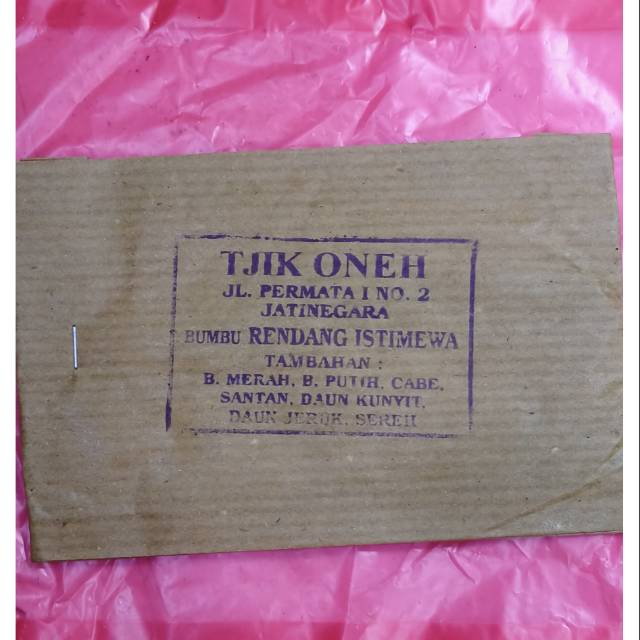 TJIK ONEH
JL. PERMATA I NO. 2
JATINEGARA
BUMBU RENDANG ISTIMEWA
TAMBAHAN :
B. MERAH, B. PUTIH, CABE,
SANTAN, DAUN KUNYIT,
DAUN JERUK, SEREH